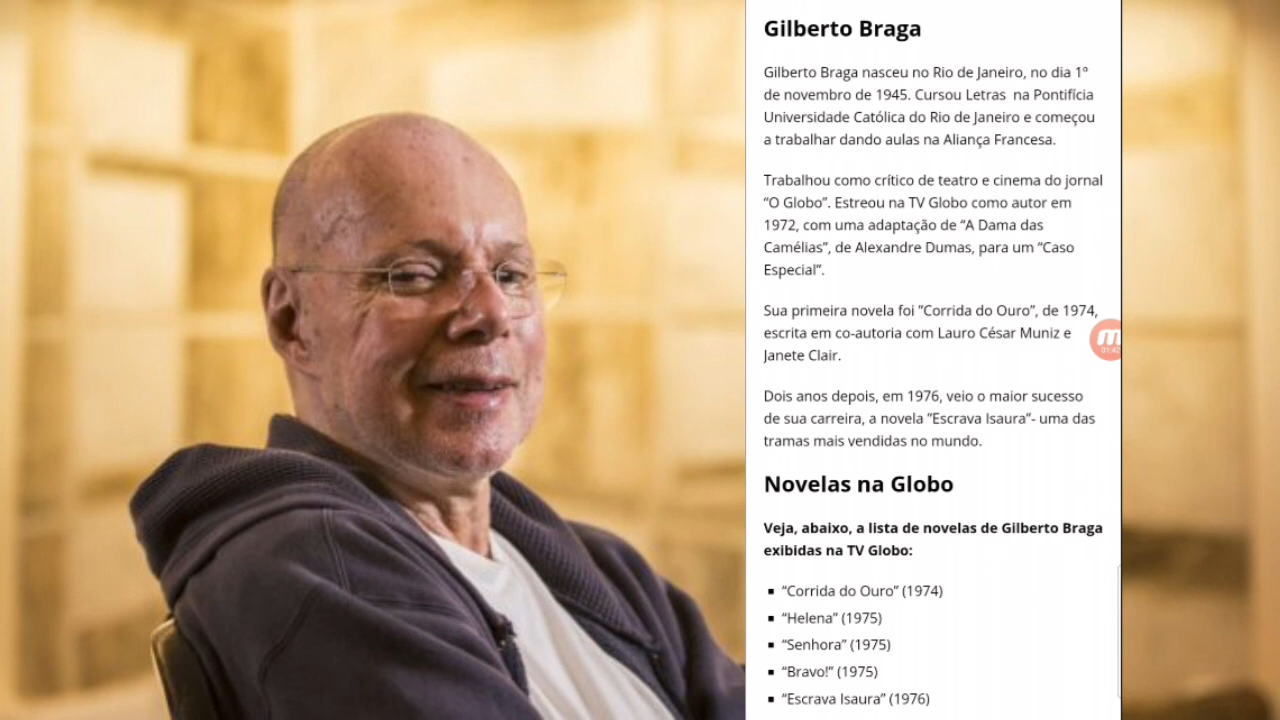 Gilberto Braga
Gilberto Braga nasceu no Rio de Janeiro, no dia 1º
de novembro de 1945. Cursou Letras na Pontifícia
Universidade Católica do Rio de Janeiro e começou
a trabalhar dando aulas na Aliança Francesa.
Trabalhou como crítico de teatro e cinema do jornal
“O Globo”. Estreou na TV Globo como autor em
1972, com uma adaptação de “A Dama das
Camélias”, de Alexandre Dumas, para um “Caso
Especial”.
Sua primeira novela foi “Corrida do Ouro”, de 1974,
escrita em co-autoria com Lauro César Muniz e
Janete Clair.
Dois anos depois, em 1976, veio o maior sucesso
de sua carreira, a novela “Escrava Isaura”- uma das
tramas mais vendidas no mundo.
Novelas na Globo
Veja, abaixo, a lista de novelas de Gilberto Braga
exibidas na TV Globo:
“Corrida do Ouro” (1974)
“Helena” (1975)
“Senhora” (1975)
“Bravo!” (1975)
“Escrava Isaura” (1976)
01:42